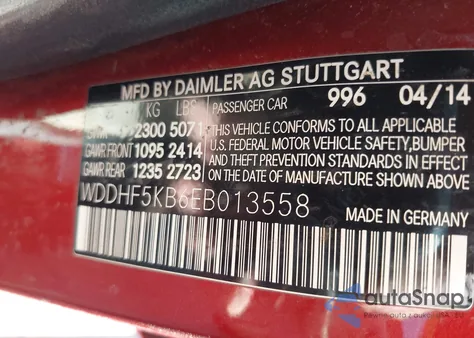 MFD BY DAIMLER AG STUTTGART
KG LBS PASSENGER CAR 996 04/14
2300 5071 THIS VEHICLE CONFORMS TO ALL APPLICABLE
GAWR FRONT 1095 2414 U.S. FEDERAL MOTOR VEHICLE SAFETY, BUMPER
GAWR REAR 1235 2723 AND THEFT PREVENTION STANDARDS IN EFFECT
ON THE DATE OF MANUFACTURE SHOWN ABOVE.
WDDHF5KB6EB013558
MADE IN GERMANY
autoSnap